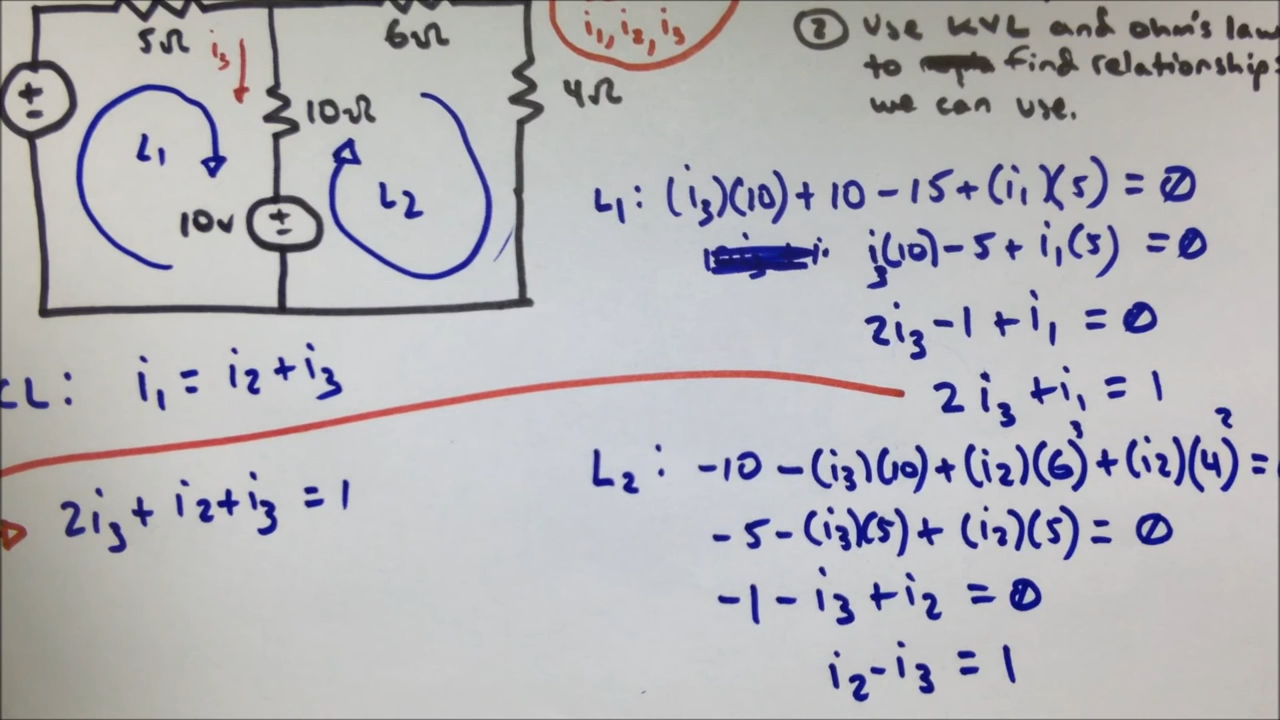 5Ω
6Ω
i₃
i₁, i₂, i₃
4Ω
10Ω
L₁
L₂
10v
② Use KVL and ohm's law
to find relationships
we can use.
L₁: (i₃)(10) + 10 - 15 + (i₁)(5) = 0
i₃(10) - 5 + i₁(5) = 0
2i₃ - 1 + i₁ = 0
2i₃ + i₁ = 1
CL: i₁ = i₂ + i₃
2i₃ + i₂ + i₃ = 1
3 2
L₂: -10 - (i₃)(10) + (i₂)(6) + (i₂)(4) =
-5 - (i₃)(5) + (i₂)(5) = 0
-1 - i₃ + i₂ = 0
i₂ - i₃ = 1